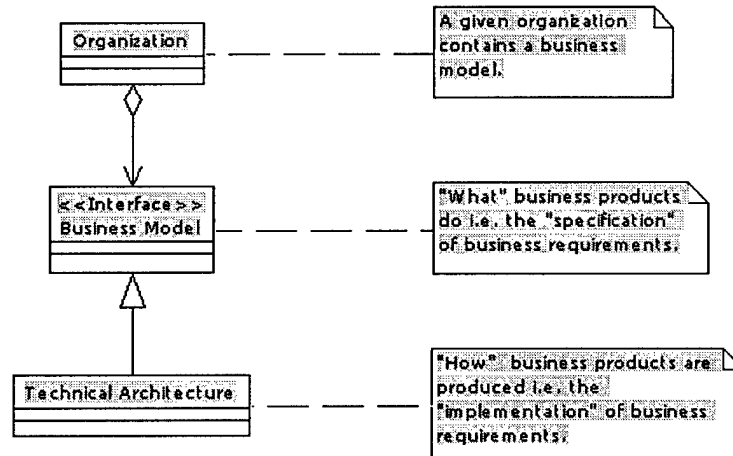 Organization
A given organization
contains a business
model.
<<Interface>>
Business Model
"What" business products
do i.e. the "specification"
of business requirements.
Technical Architecture
"How" business products are
produced i.e. the
"implementation" of business
requirements.